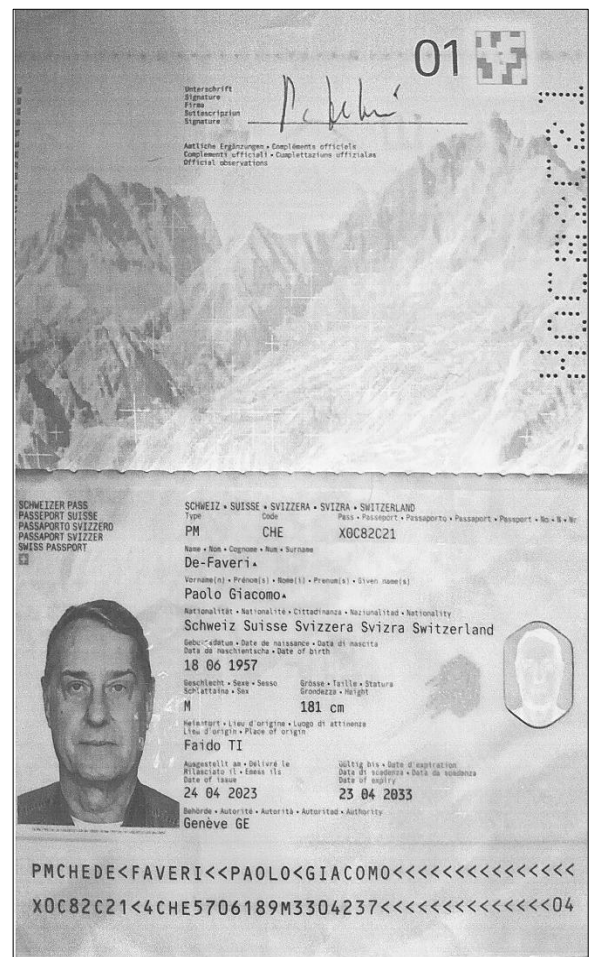 01
Unterschrift
Signature
Firma
Suttascripziun
Signature
Amtliche Ergänzungen • Compléments officiels
Complementi ufficiali • Cumplettaziuns uffizialas
Official observations
SCHWEIZER PASS
PASSEPORT SUISSE
PASSAPORTO SVIZZERO
PASSAPORT SVIZZER
SWISS PASSPORT
SCHWEIZ • SUISSE • SVIZZERA • SVIZRA • SWITZERLAND
Type Code Pass • Passeport • Passaporto • Passaport • Passport • No • N • Nr
PM CHE X0C82C21
Name • Nom • Cognome • Num • Surname
De-Faveri
Vorname(n) • Prénom(s) • Nome(i) • Prenum(s) • Given name(s)
Paolo Giacomo
Nationalität • Nationalité • Cittadinanza • Naziunalitad • Nationality
Schweiz Suisse Svizzera Svizra Switzerland
Geburtsdatum • Date de naissance • Data di nascita
Data da naschientscha • Date of birth
18 06 1957
Geschlecht • Sexe • Sesso Grösse • Taille • Statura
Schlattaina • Sex Grondezza • Height
M 181 cm
Heimatort • Lieu d'origine • Luogo di attinenza
Lieu d'origin • Place of origin
Faido TI
Ausgestellt am • Délivré le Gültig bis • Date d'expiration
Rilasciato il • Emess ils Data di scadenza • Data da scadenza
Date of issue Date of expiry
24 04 2023 23 04 2033
Behörde • Autorité • Autorità • Autoritad • Authority
Genève GE
PMCHEDE<FAVERI<<PAOLO<GIACOMO<<<<<<<<<<<<<<<
X0C82C21<4CHE5706189M3304237<<<<<<<<<<<<<<04